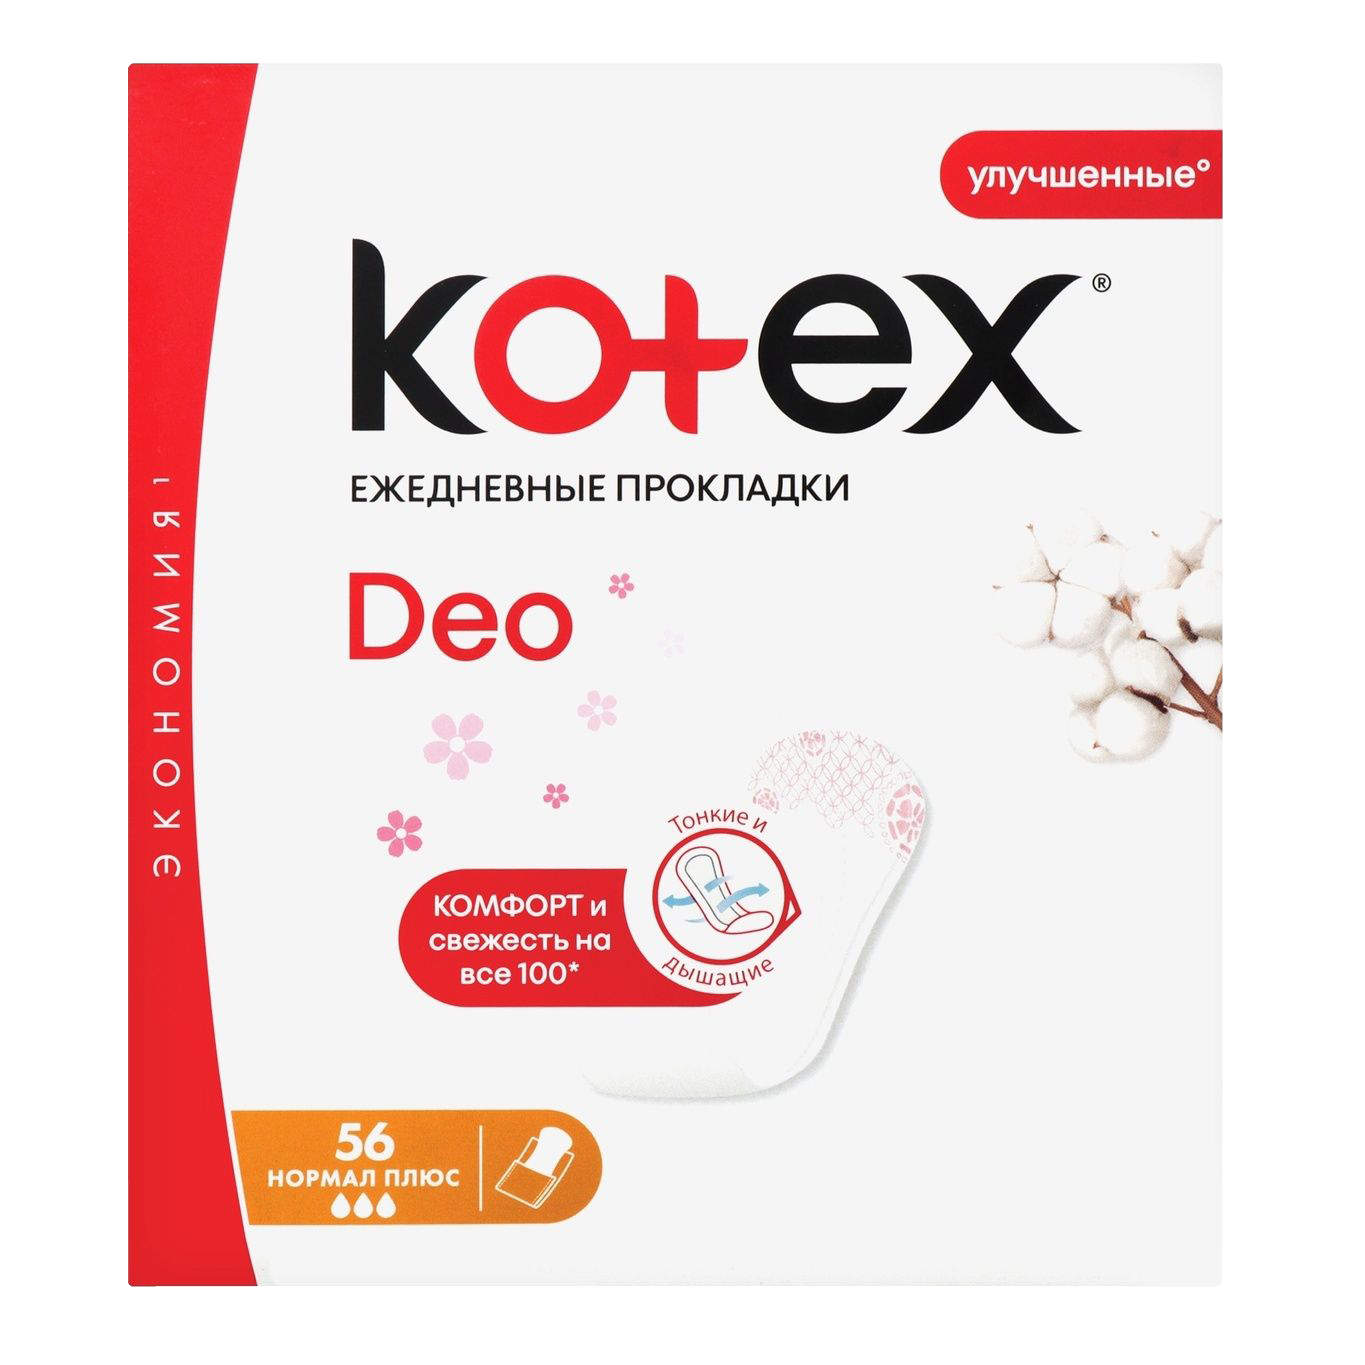 улучшенные°
kotex®
ЕЖЕДНЕВНЫЕ ПРОКЛАДКИ
Deo
ЭКОНОМИЯ¹
Тонкие и
дышащие
КОМФОРТ и
свежесть на
все 100*
56
НОРМАЛ ПЛЮС